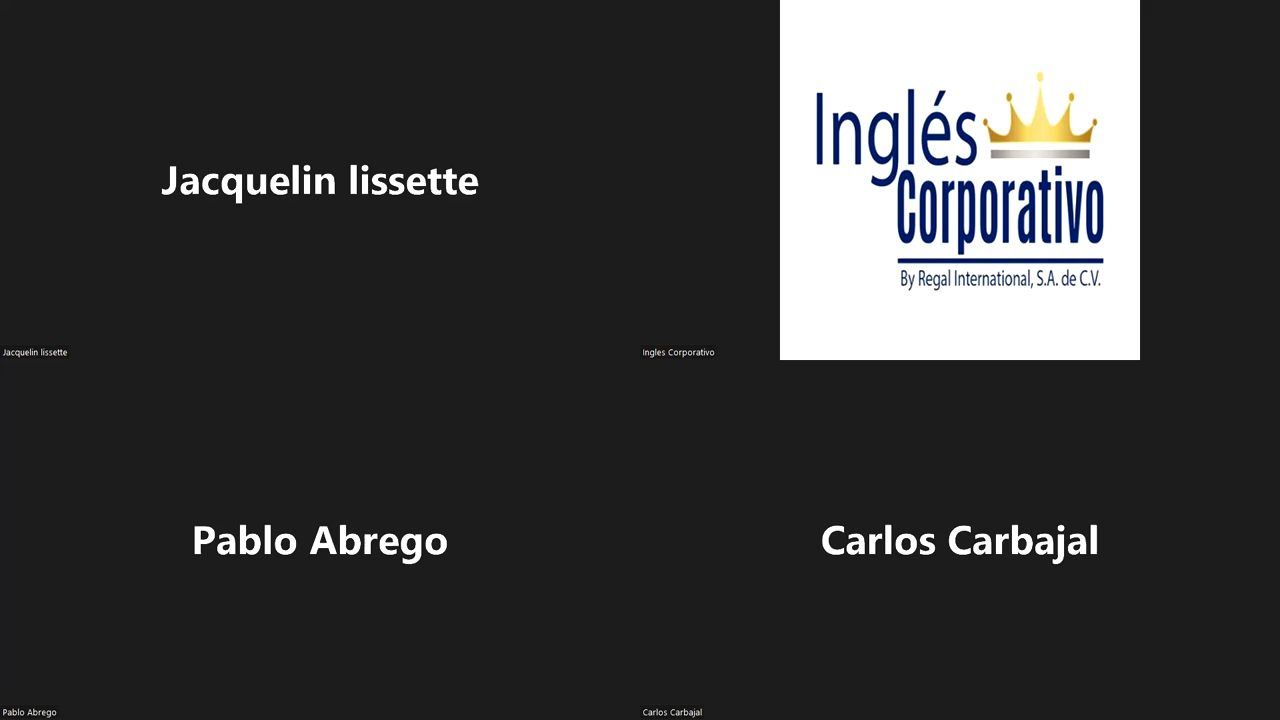 Jacquelin lissette
Jacquelin lissette
Inglés
Corporativo
By Regal International, S.A. de C.V.
Ingles Corporativo
Pablo Abrego
Pablo Abrego
Carlos Carbajal
Carlos Carbajal